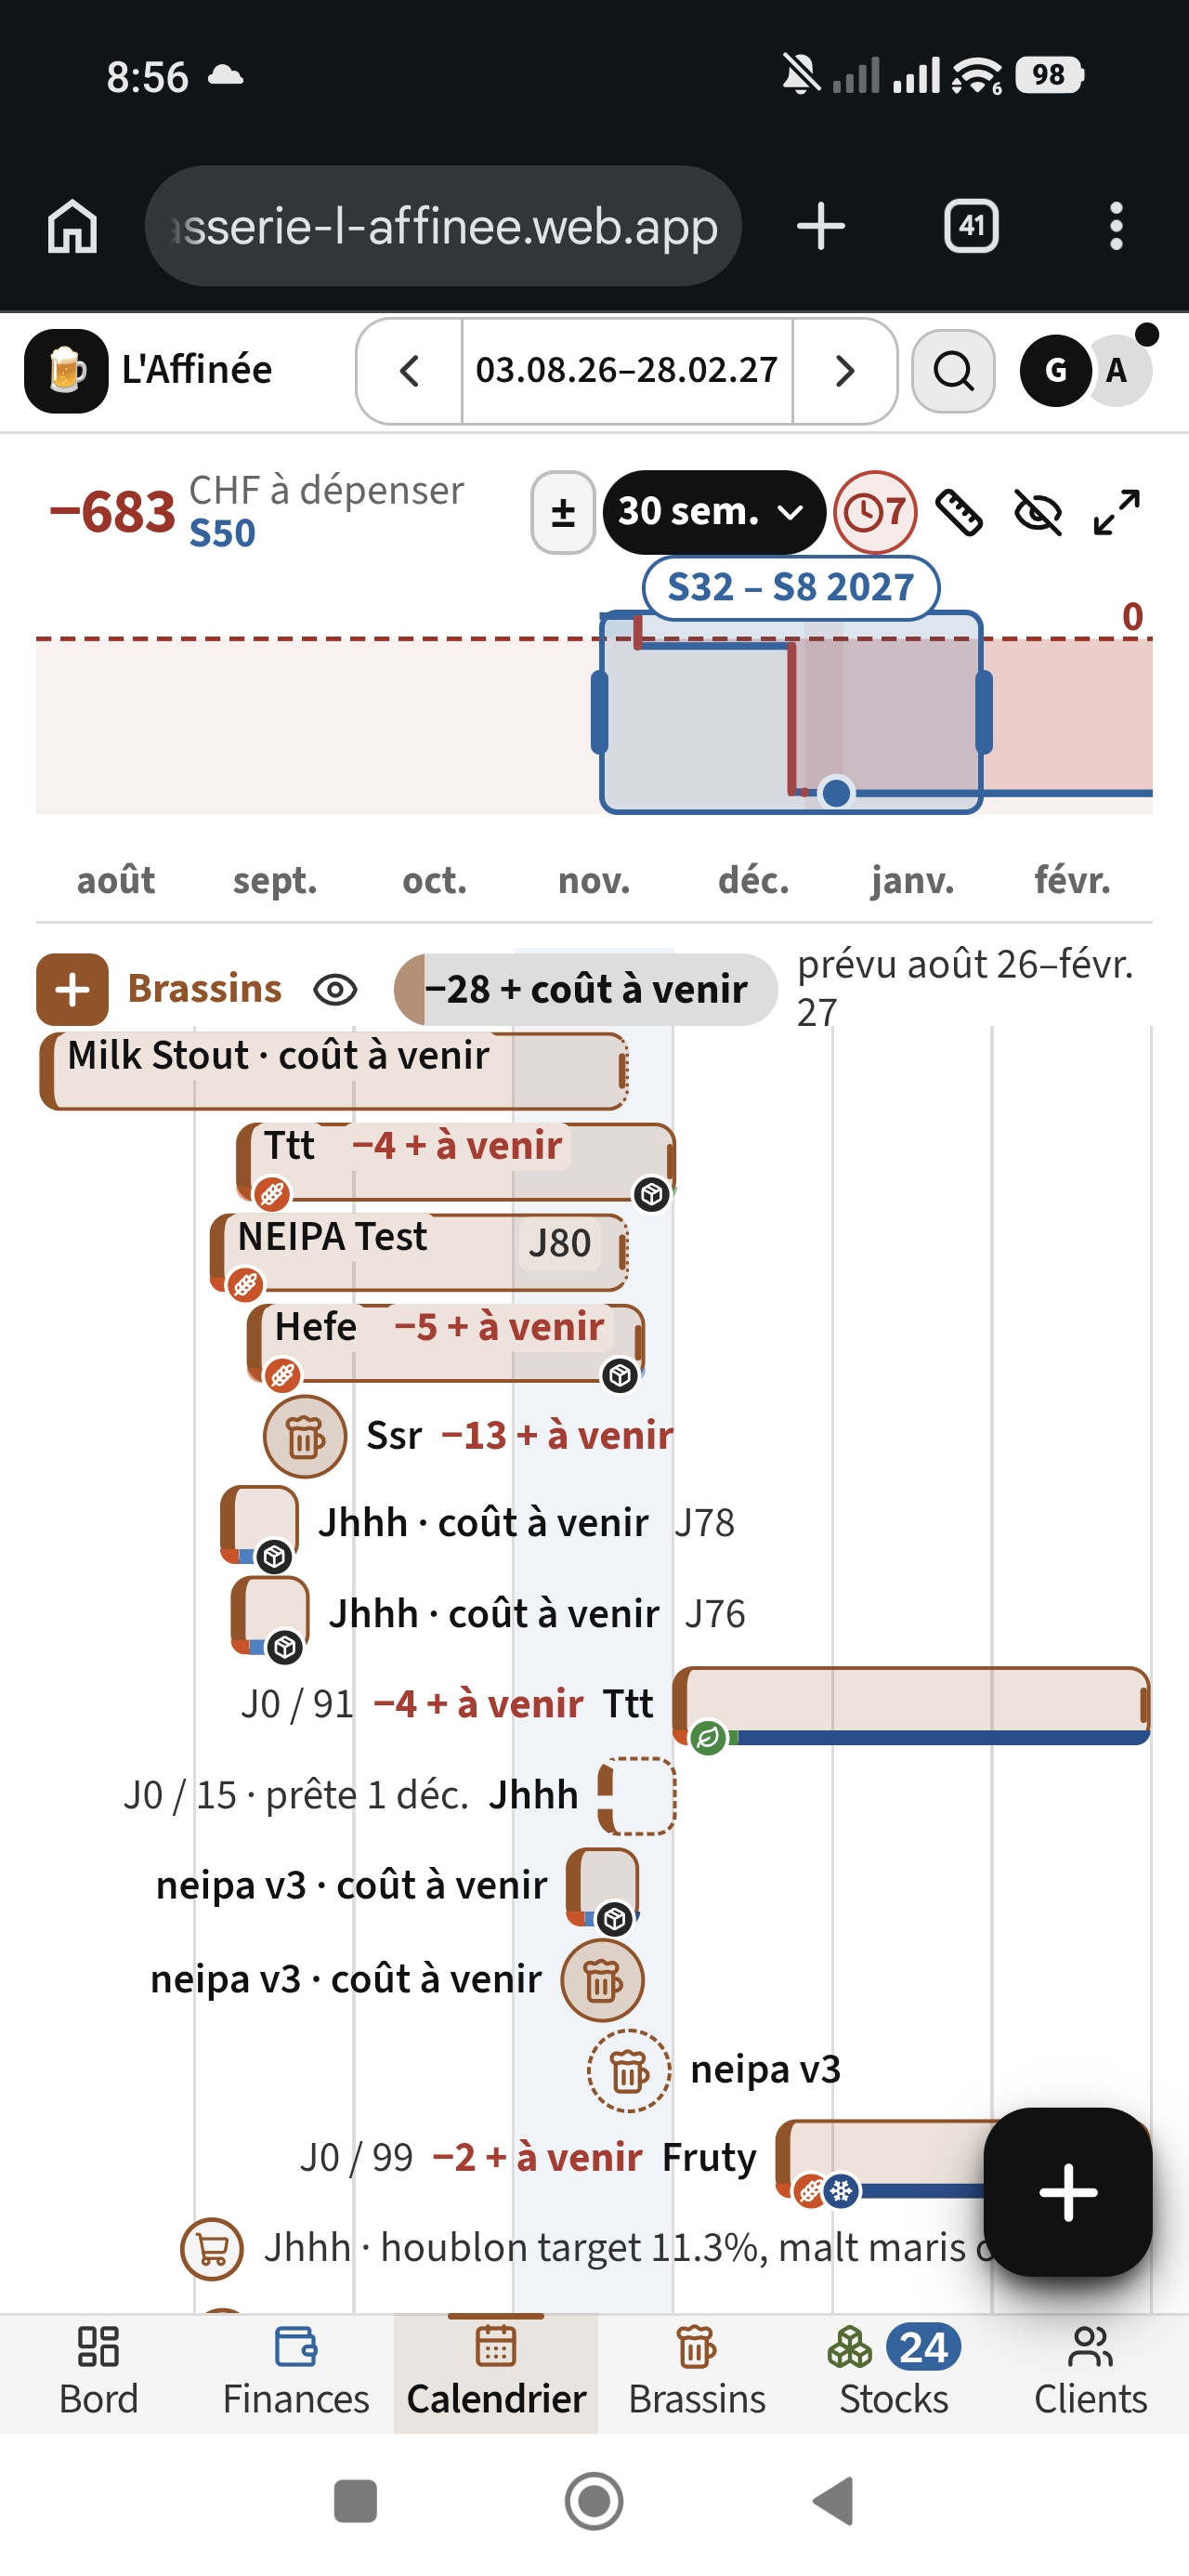 8:56
98
asserie-l-affinee.web.app
41
L'Affinée
03.08.26–28.02.27
G
A
−683 CHF à dépenser
S50
±
30 sem.
7
S32 – S8 2027
0
août sept. oct. nov. déc. janv. févr.
Brassins
−28 + coût à venir
prévu août 26–févr.
27
Milk Stout · coût à venir
Ttt −4 + à venir
NEIPA Test J80
Hefe −5 + à venir
Ssr −13 + à venir
Jhhh · coût à venir J78
Jhhh · coût à venir J76
J0 / 91 −4 + à venir Ttt
J0 / 15 · prête 1 déc. Jhhh
neipa v3 · coût à venir
neipa v3 · coût à venir
neipa v3
J0 / 99 −2 + à venir Fruty
Jhhh · houblon target 11.3%, malt maris
24
Bord Finances Calendrier Brassins Stocks Clients